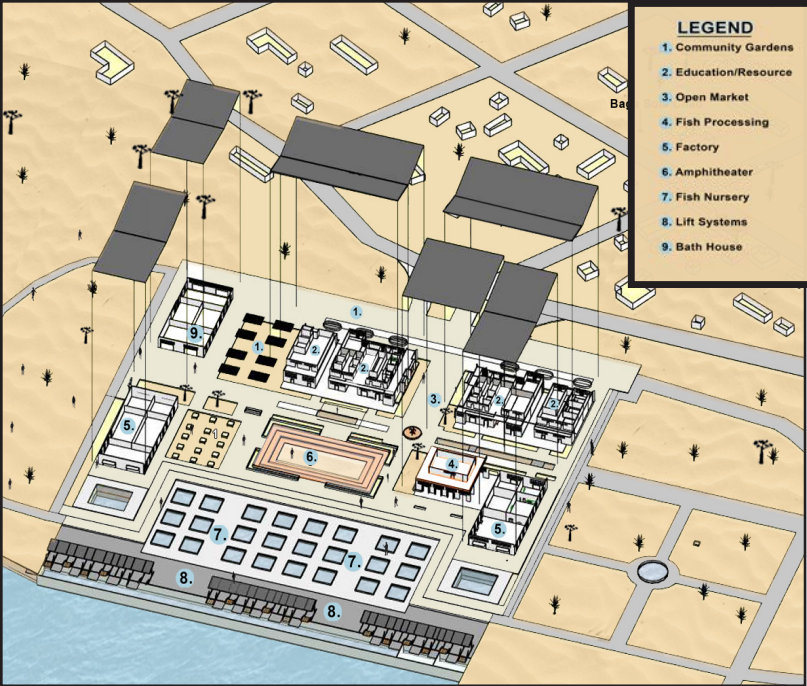 LEGEND
1. Community Gardens
2. Education/Resource
3. Open Market
4. Fish Processing
5. Factory
6. Amphitheater
7. Fish Nursery
8. Lift Systems
9. Bath House
1.
9.
1.
2.
2.
3.
2.
2.
5.
1
6.
4.
7.
7.
5.
8.
8.